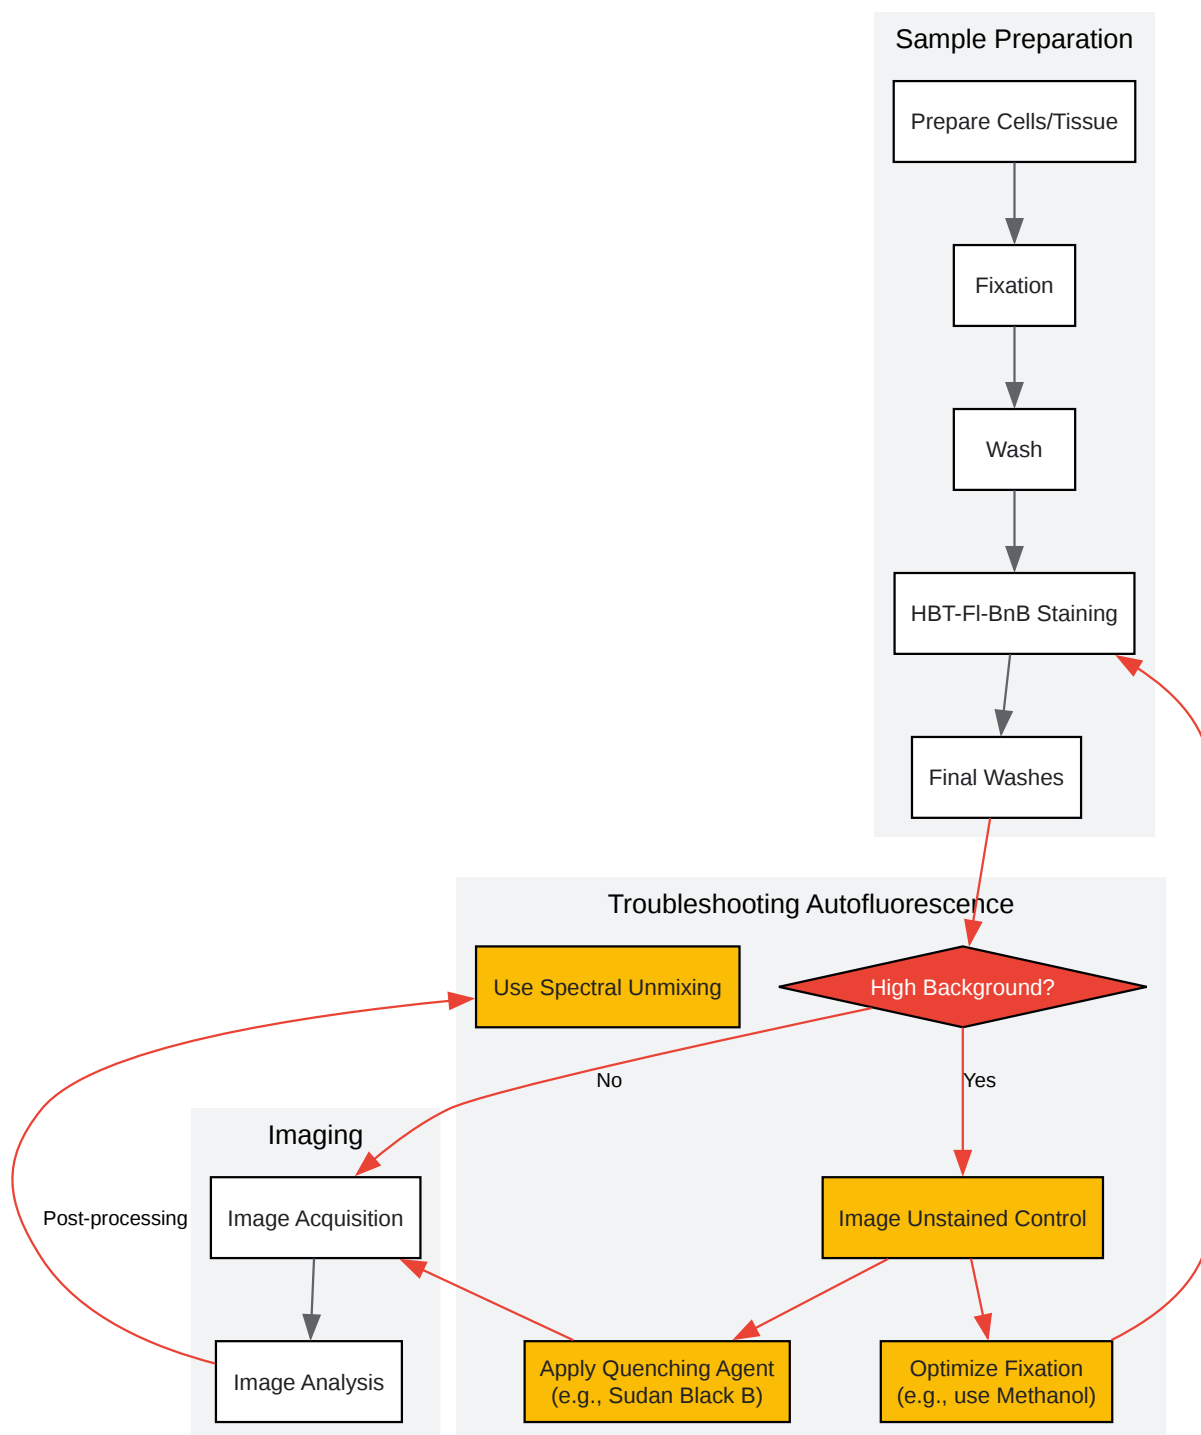 Sample Preparation
Prepare Cells/Tissue
Fixation
Wash
HBT-Fl-BnB Staining
Final Washes
Troubleshooting Autofluorescence
Use Spectral Unmixing
High Background?
No
Yes
Imaging
Image Acquisition
Image Unstained Control
Post-processing
Image Analysis
Apply Quenching Agent
(e.g., Sudan Black B)
Optimize Fixation
(e.g., use Methanol)